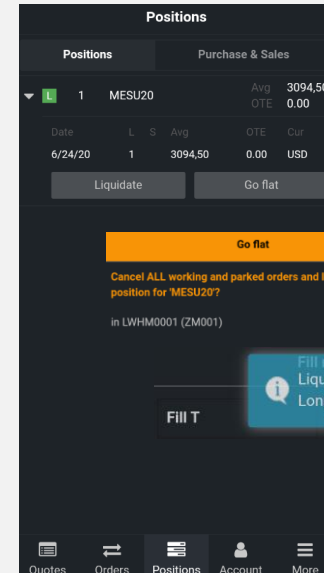 Positions
Positions Purchase & Sales
L 1 MESU20 Avg 3094,50
OTE 0.00
Date L S Avg OTE Cur
6/24/20 1 3094,50 0.00 USD
Liquidate Go flat
Go flat
Cancel ALL working and parked orders and
position for 'MESU20'?
in LWHM0001 (ZM001)
Fill
Liqu
Lon
Fill T
Quotes Orders Positions Account More